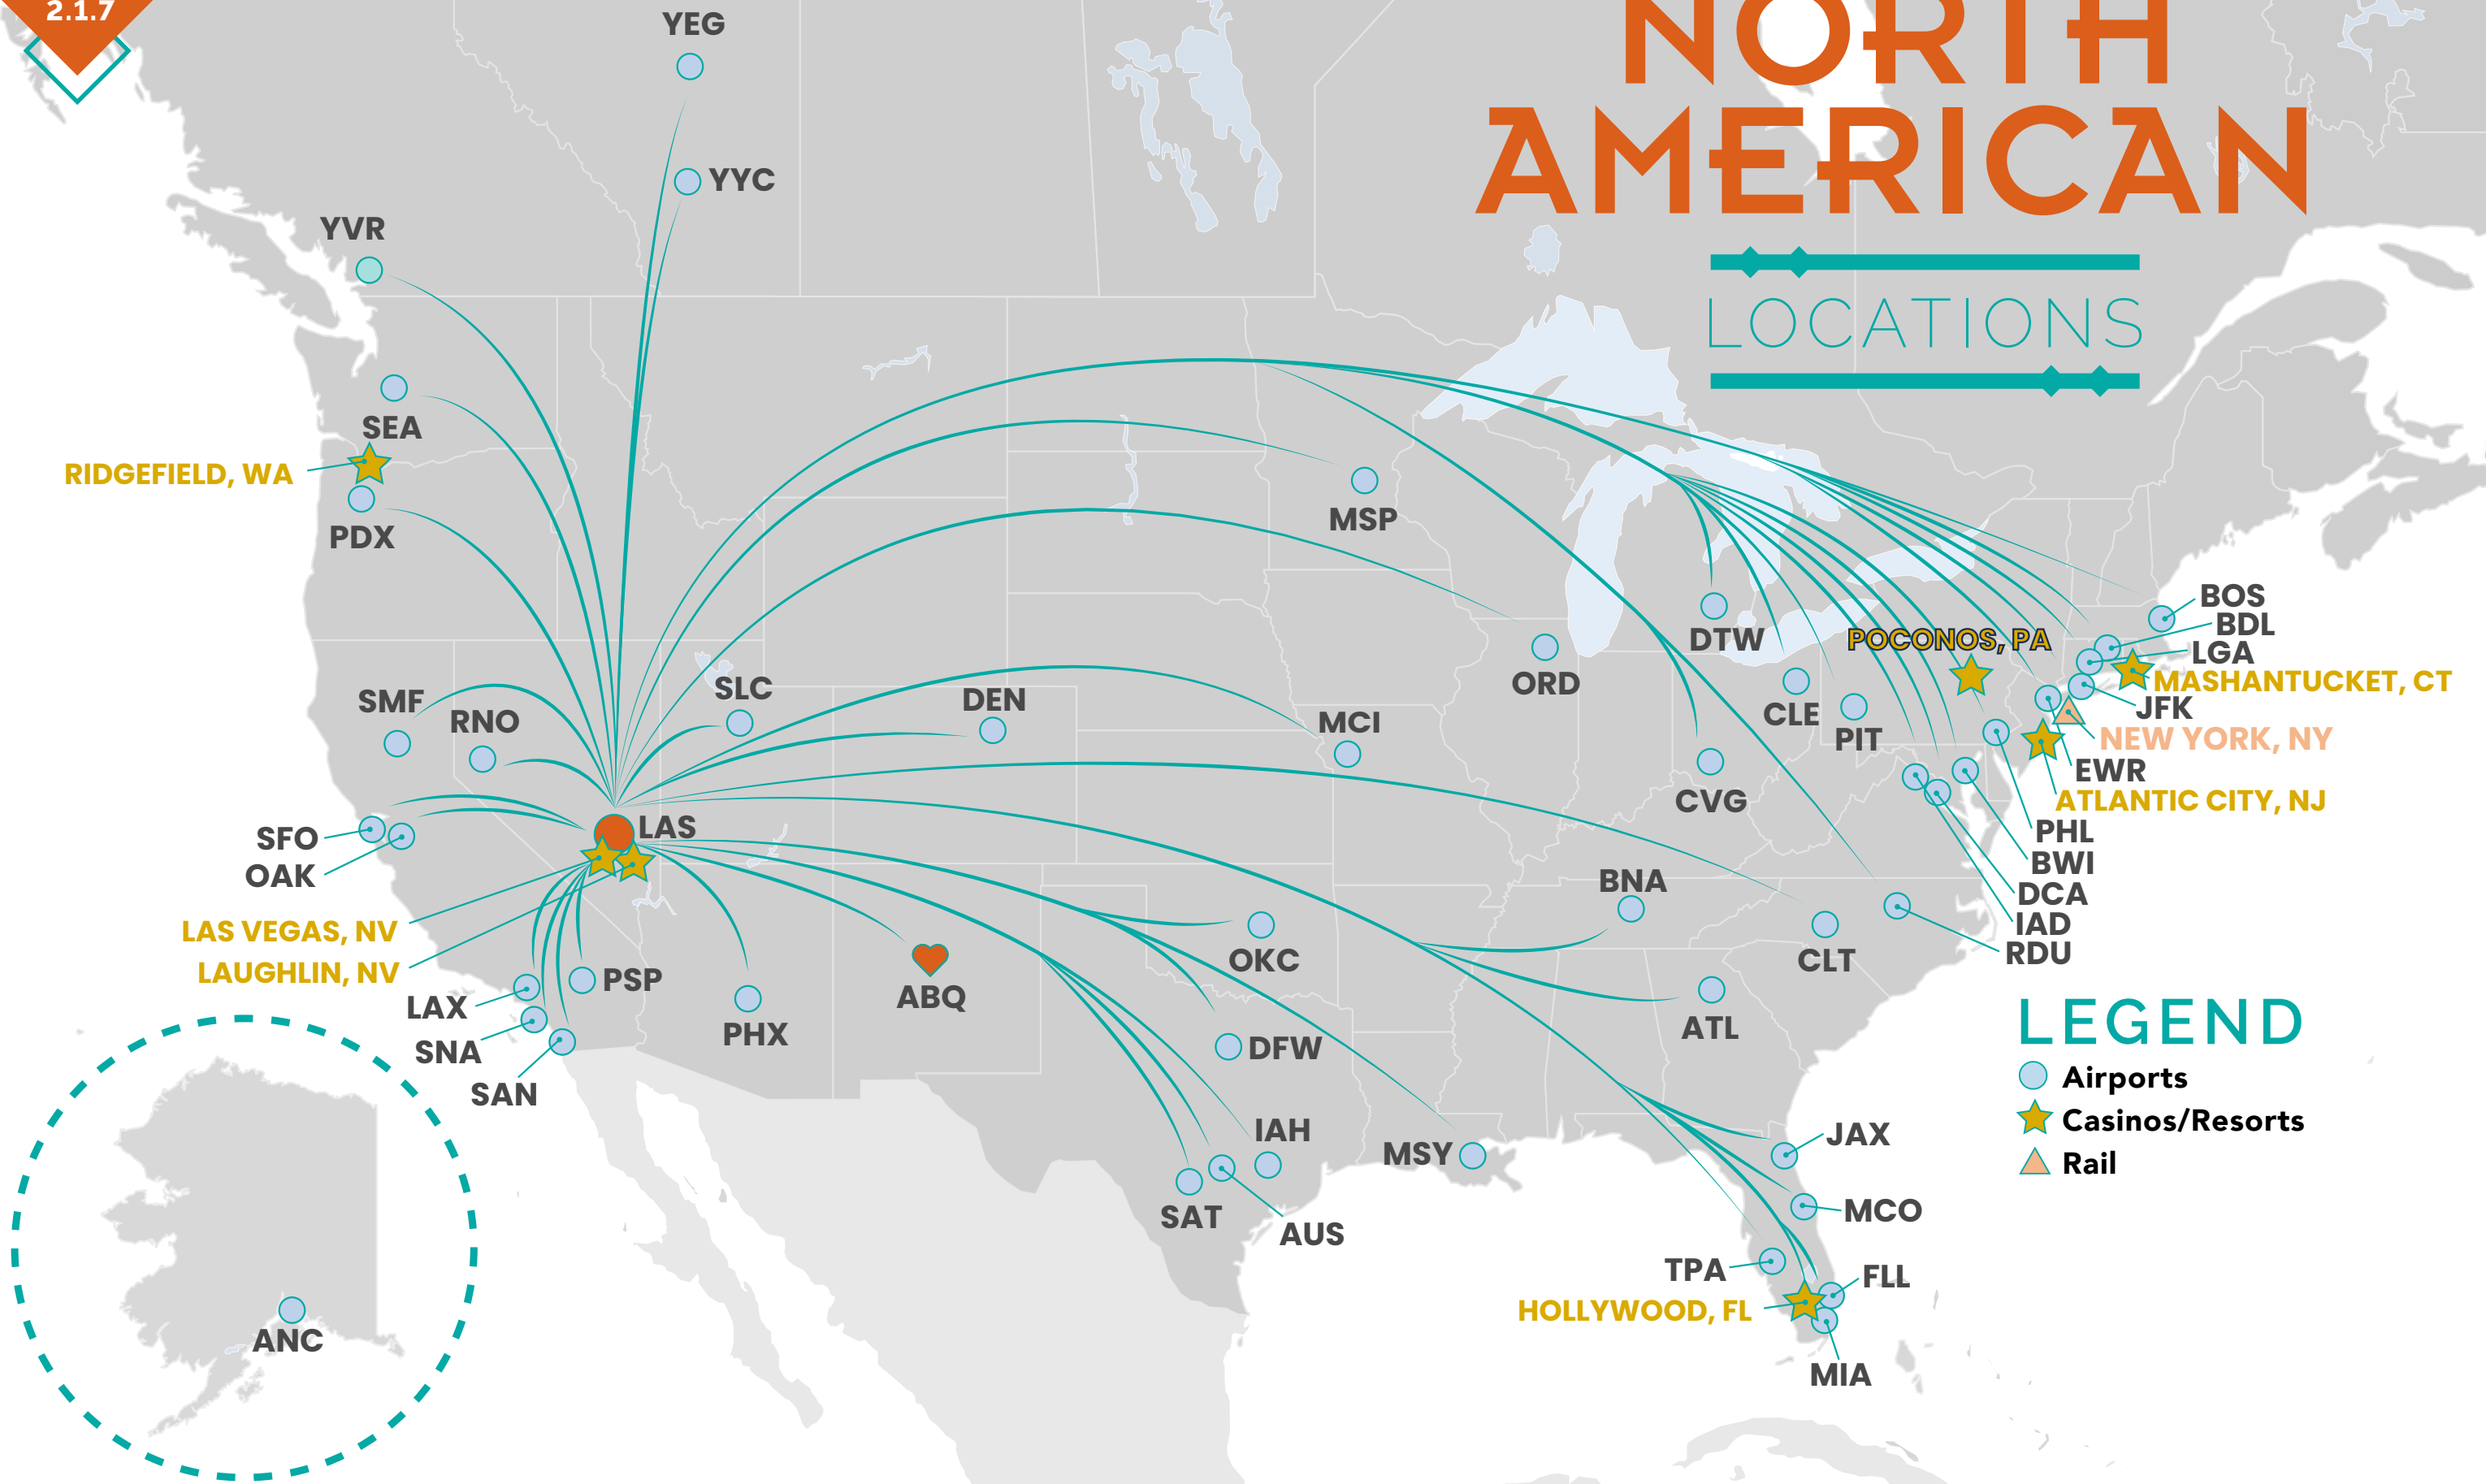 2.1.7
NORTH
AMERICAN
LOCATIONS
YEG
YYC
YVR
SEA
RIDGEFIELD, WA
PDX
MSP
BOS
BDL
DTW
POCONOS, PA
LGA
MASHANTUCKET, CT
ORD
SLC
SMF
DEN
RNO
MCI
CLE
JFK
PIT
NEW YORK, NY
EWR
CVG
ATLANTIC CITY, NJ
LAS
PHL
SFO
OAK
BWI
BNA
DCA
IAD
LAS VEGAS, NV
RDU
OKC
CLT
LAUGHLIN, NV
PSP
ABQ
LAX
PHX
ATL
SNA
DFW
SAN
LEGEND
Airports
Casinos/Resorts
Rail
IAH
JAX
MSY
MCO
SAT
AUS
TPA
FLL
HOLLYWOOD, FL
ANC
MIA